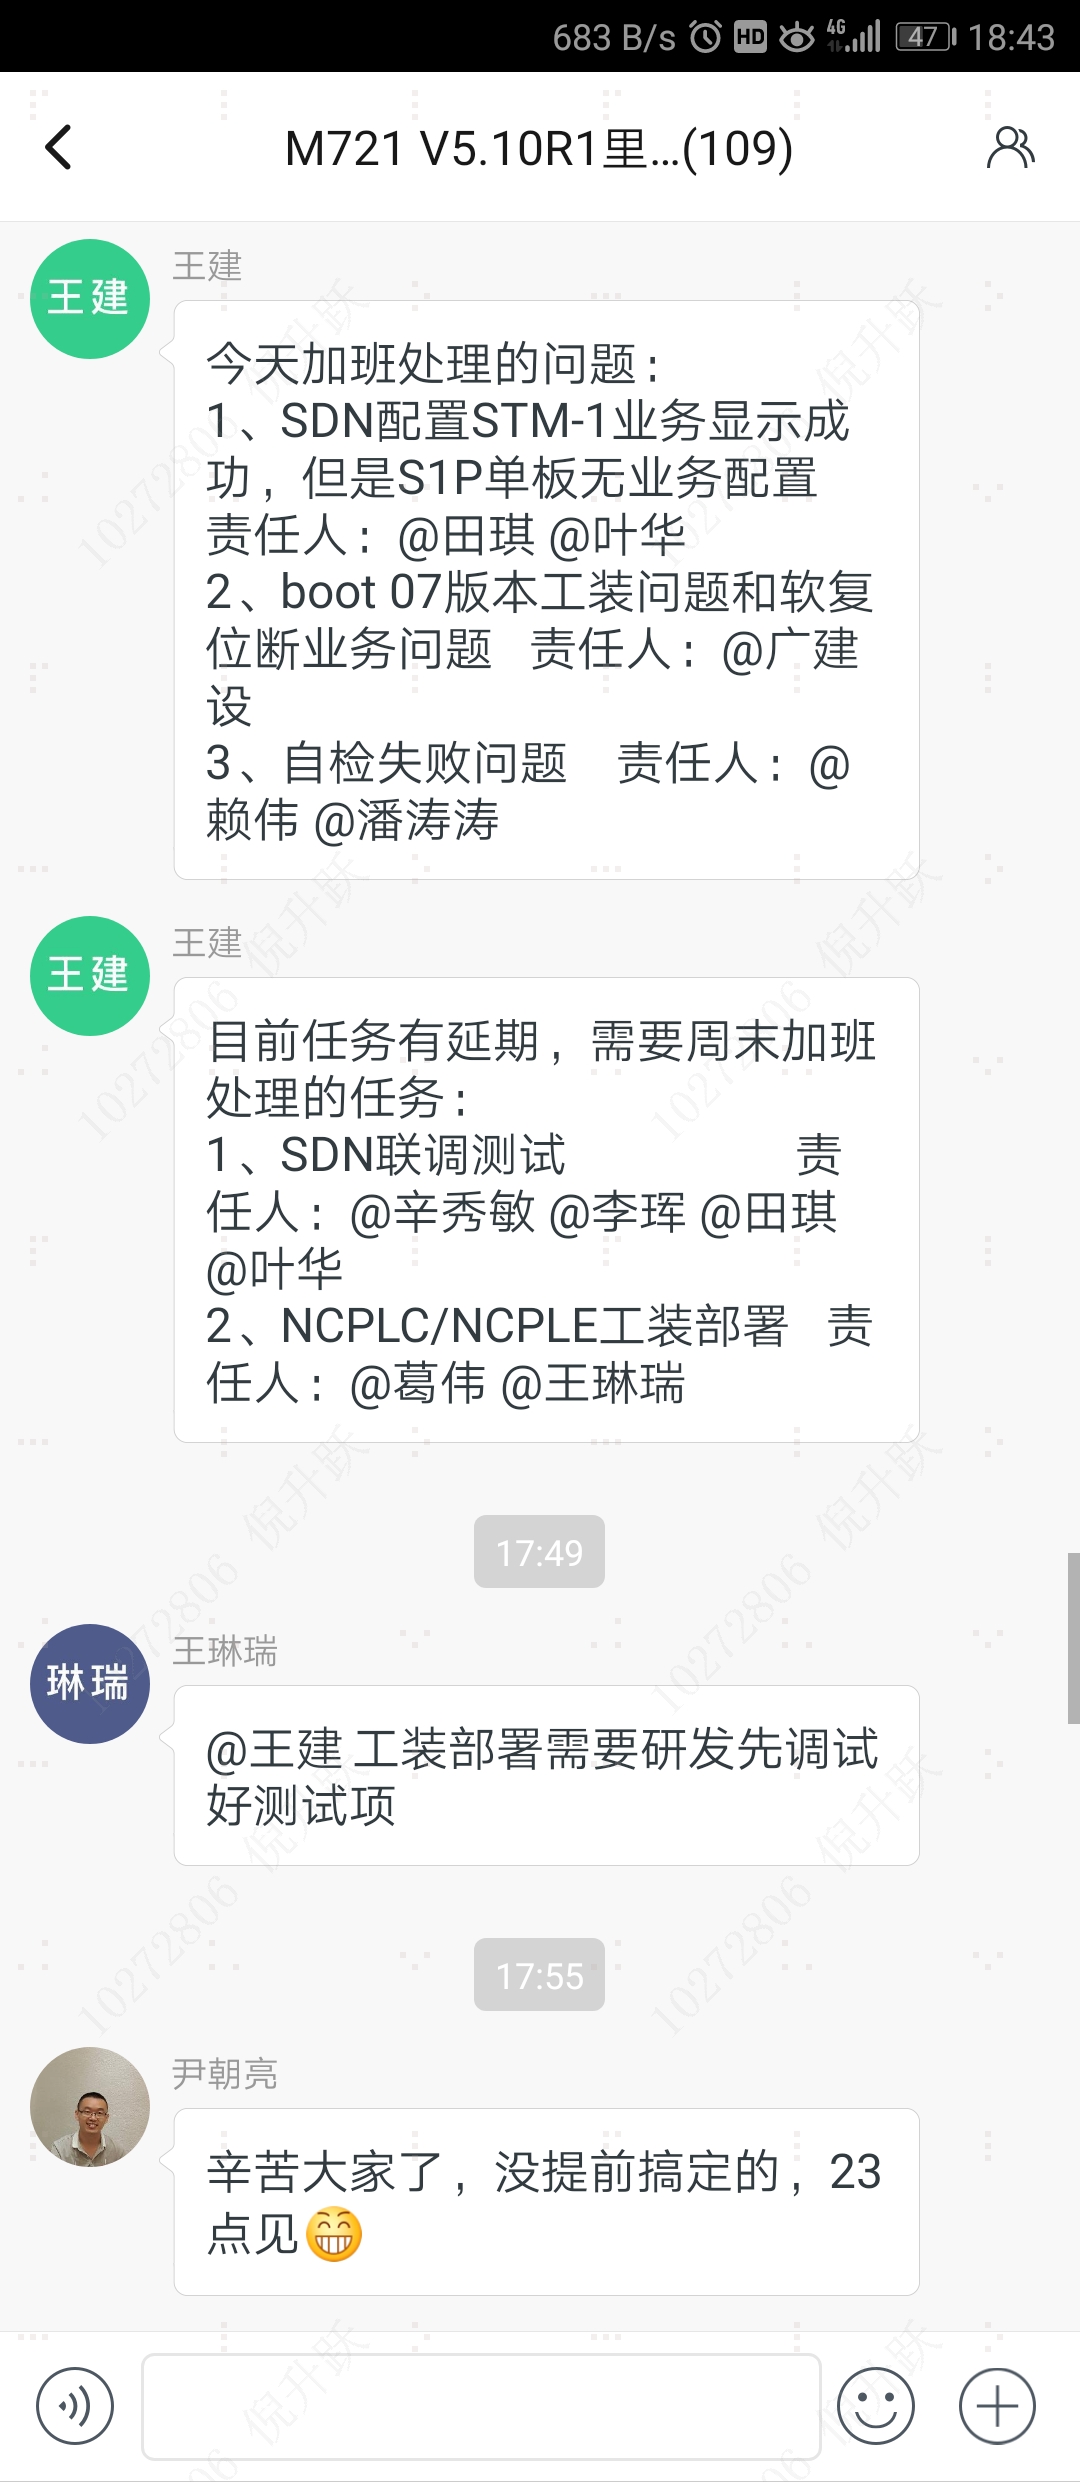 683 B/s HD 4G 47 18:43
M721 V5.10R1里...(109)
王建
王建
今天加班处理的问题：
1、SDN配置STM-1业务显示成
功，但是S1P单板无业务配置
责任人：@田琪 @叶华
2、boot 07版本工装问题和软复
位断业务问题 责任人：@广建
设
3、自检失败问题 责任人：@
赖伟 @潘涛涛
王建
王建
目前任务有延期，需要周末加班
处理的任务：
1、SDN联调测试 责
任人：@辛秀敏 @李珲 @田琪
@叶华
2、NCPLC/NCPLE工装部署 责
任人：@葛伟 @王琳瑞
17:49
琳瑞
王琳瑞
@王建 工装部署需要研发先调试
好测试项
17:55
尹朝亮
辛苦大家了，没提前搞定的，23
点见😁
10272806 倪升跃